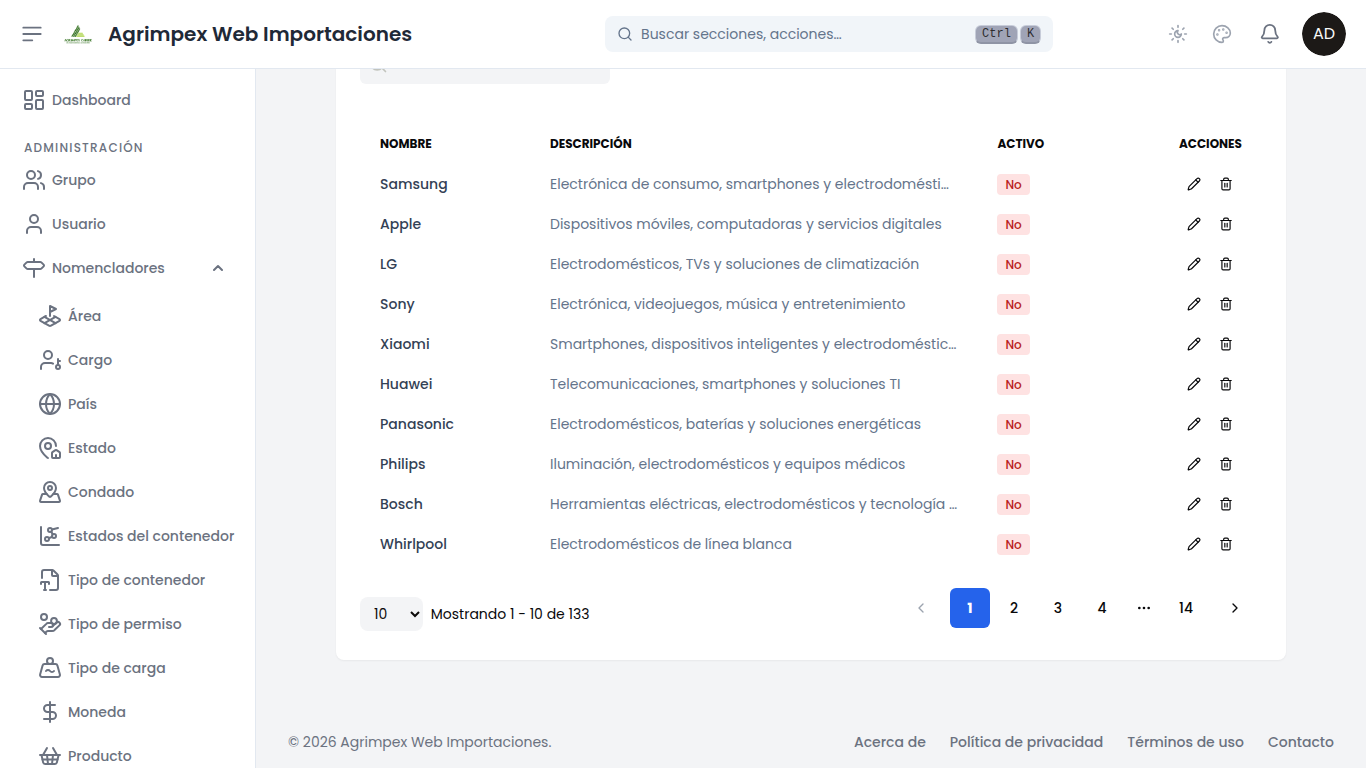 Agrimpex Web Importaciones
Buscar secciones, acciones...
Ctrl K
AD
Dashboard
ADMINISTRACIÓN
Grupo
Usuario
Nomencladores
Área
Cargo
País
Estado
Condado
Estados del contenedor
Tipo de contenedor
Tipo de permiso
Tipo de carga
Moneda
Producto
NOMBRE DESCRIPCIÓN ACTIVO ACCIONES
Samsung Electrónica de consumo, smartphones y electrodomésti... No
Apple Dispositivos móviles, computadoras y servicios digitales No
LG Electrodomésticos, TVs y soluciones de climatización No
Sony Electrónica, videojuegos, música y entretenimiento No
Xiaomi Smartphones, dispositivos inteligentes y electrodoméstic... No
Huawei Telecomunicaciones, smartphones y soluciones TI No
Panasonic Electrodomésticos, baterías y soluciones energéticas No
Philips Iluminación, electrodomésticos y equipos médicos No
Bosch Herramientas eléctricas, electrodomésticos y tecnología ... No
Whirlpool Electrodomésticos de línea blanca No
10 Mostrando 1 - 10 de 133
1 2 3 4 ... 14
© 2026 Agrimpex Web Importaciones.
Acerca de Política de privacidad Términos de uso Contacto